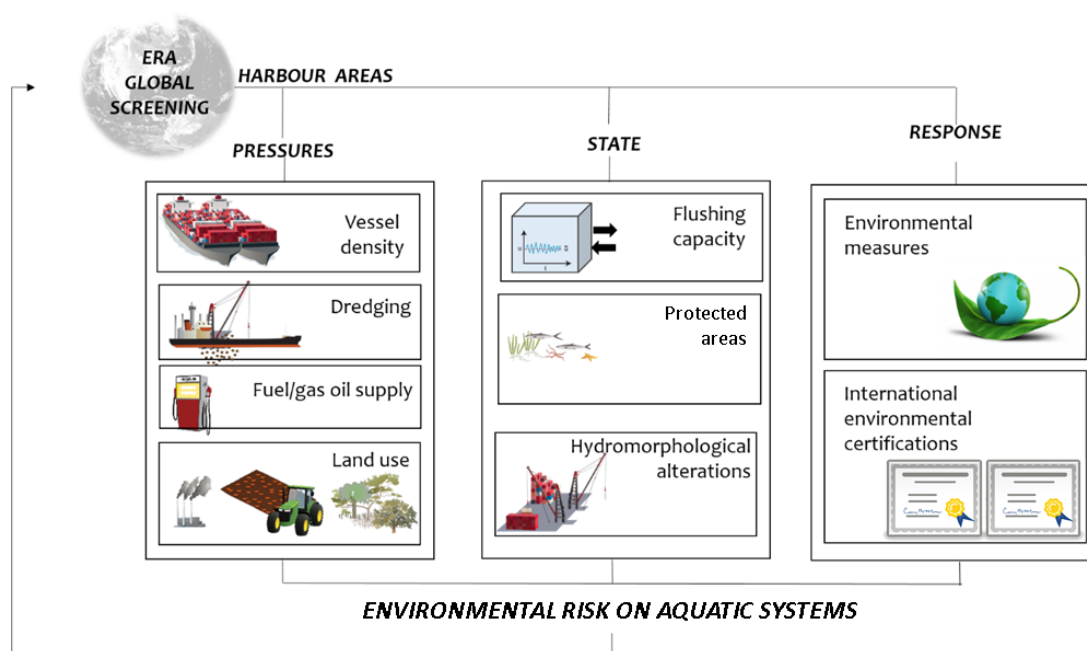 ERA
GLOBAL
SCREENING
HARBOUR AREAS
PRESSURES
STATE
RESPONSE
Vessel
density
Dredging
Fuel/gas oil supply
Land use
Flushing
capacity
Protected
areas
Hydromorphological
alterations
Environmental
measures
International
environmental
certifications
ENVIRONMENTAL RISK ON AQUATIC SYSTEMS